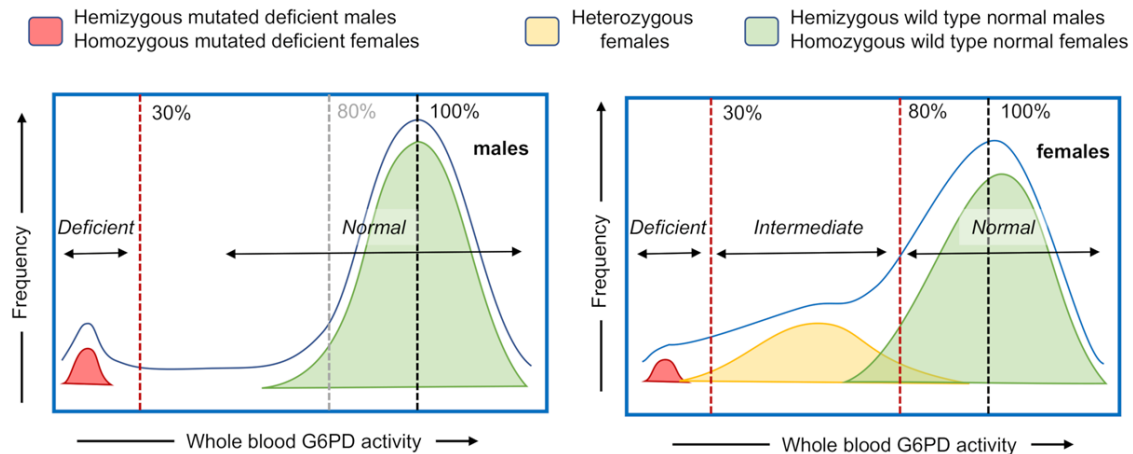 Hemizygous mutated deficient males
Homozygous mutated deficient females
Heterozygous
females
Hemizygous wild type normal males
Homozygous wild type normal females
30%
80%
100%
males
Deficient
Normal
Frequency
Whole blood G6PD activity
30%
80%
100%
females
Deficient
Intermediate
Normal
Frequency
Whole blood G6PD activity